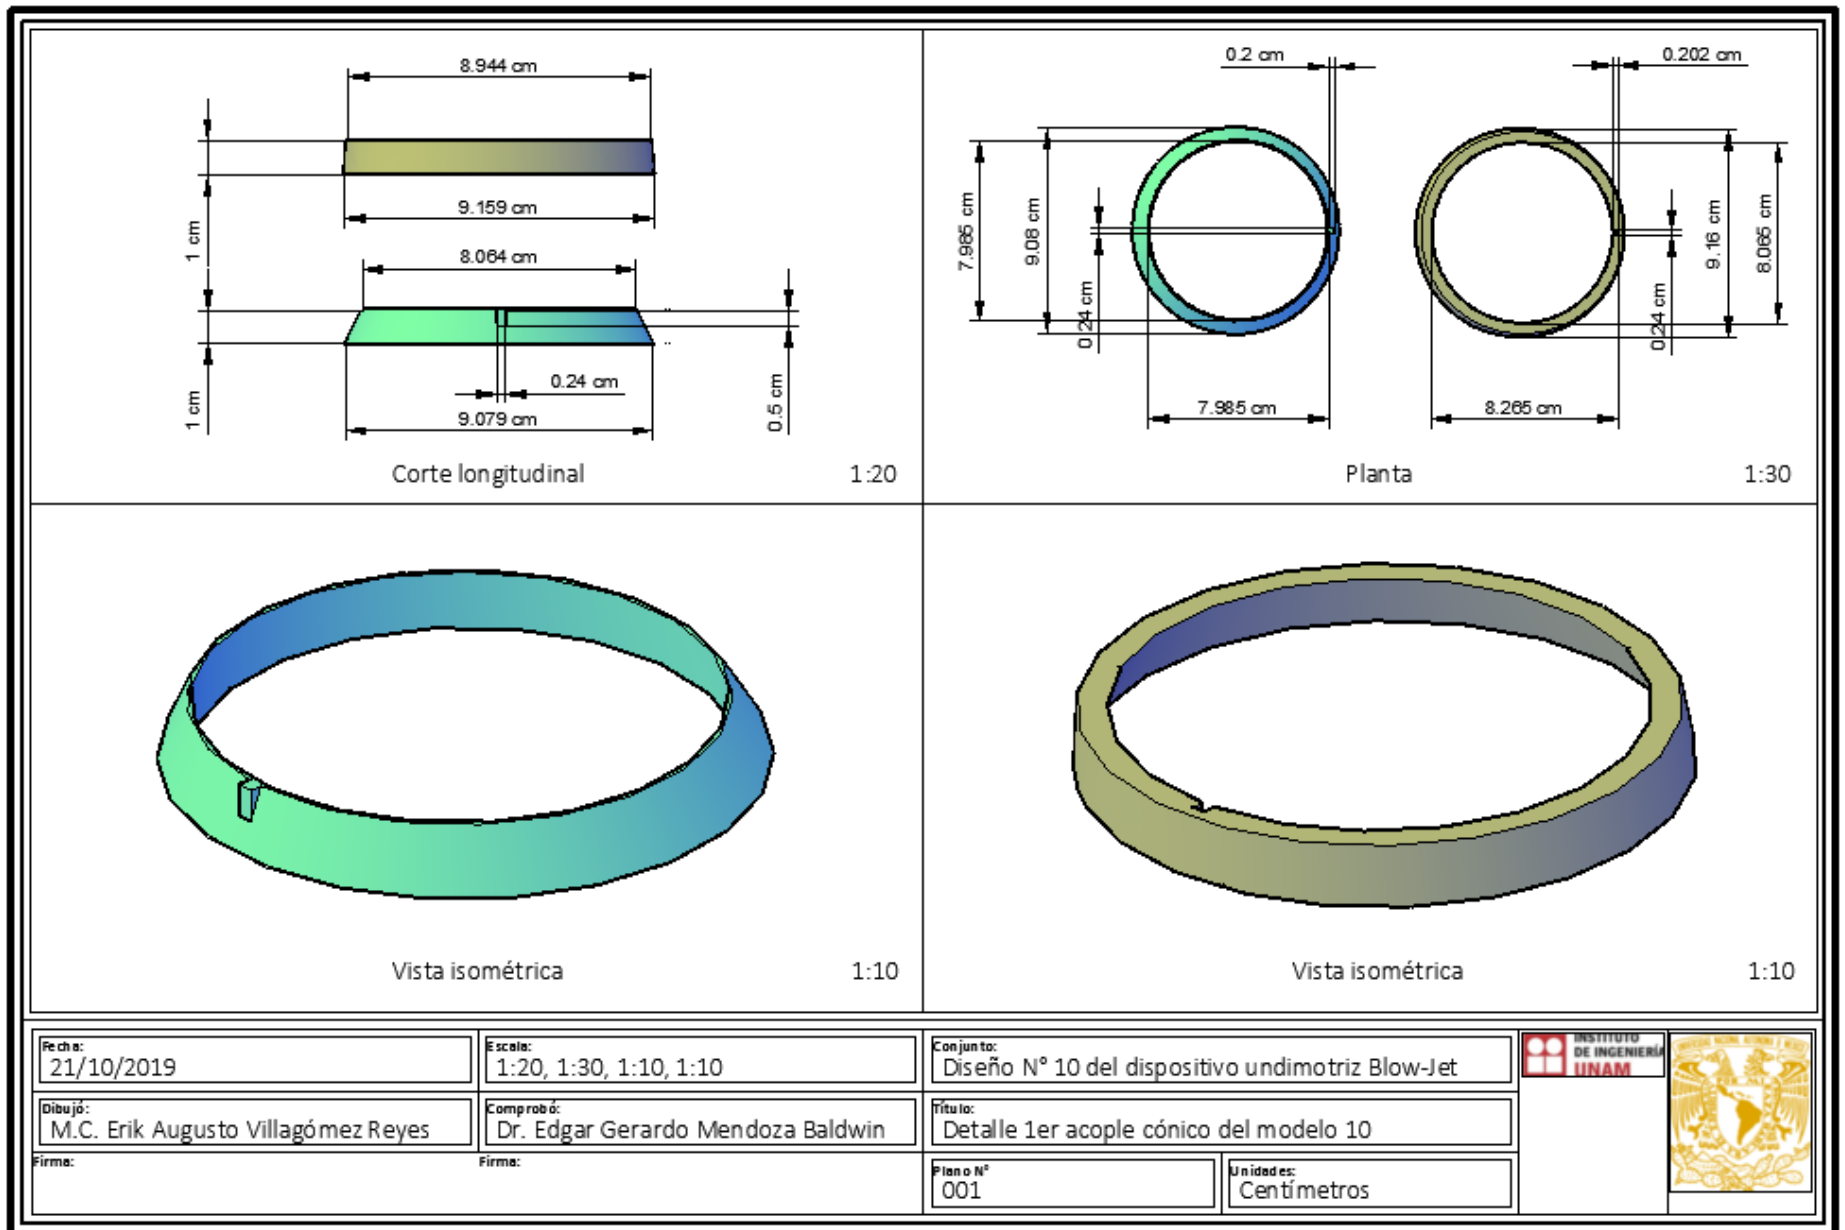 8.944 cm
1 cm
9.159 cm
8.064 cm
1 cm
0.24 cm
0.5 cm
9.079 cm
Corte longitudinal
1:20
0.2 cm
0.202 cm
7.985 cm
9.08 cm
0.24 cm
9.16 cm
8.065 cm
0.24 cm
7.985 cm
8.265 cm
Planta
1:30
Vista isométrica
1:10
Vista isométrica
1:10
Fecha:
21/10/2019
Escala:
1:20, 1:30, 1:10, 1:10
Conjunto:
Diseño N° 10 del dispositivo undimotriz Blow-Jet
INSTITUTO
DE INGENIERÍA
UNAM
Dibujó:
M.C. Erik Augusto Villagómez Reyes
Comprobó:
Dr. Edgar Gerardo Mendoza Baldwin
Título:
Detalle 1er acople cónico del modelo 10
Firma:
Firma:
Plano N°
001
Unidades:
Centímetros